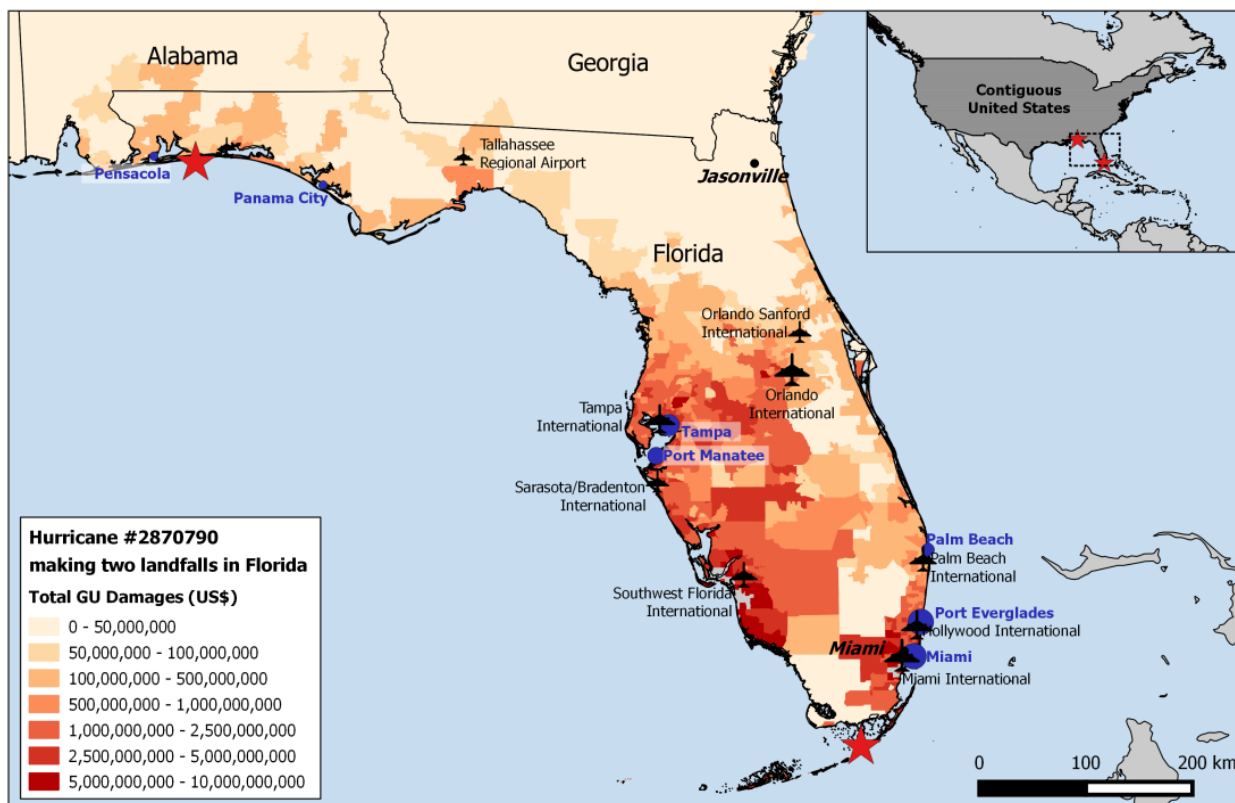 Alabama
Georgia
Contiguous
United States
Tallahassee
Regional Airport
Pensacola
Panama City
Jasonville
Florida
Orlando Sanford
International
Orlando
International
Tampa
International
Tampa
Port Manatee
Sarasota/Bradenton
International
Palm Beach
Palm Beach
International
Southwest Florida
International
Port Everglades
Hollywood International
Miami
Miami
Miami International
Hurricane #2870790
making two landfalls in Florida
Total GU Damages (US$)
0 - 50,000,000
50,000,000 - 100,000,000
100,000,000 - 500,000,000
500,000,000 - 1,000,000,000
1,000,000,000 - 2,500,000,000
2,500,000,000 - 5,000,000,000
5,000,000,000 - 10,000,000,000
0 100 200 km